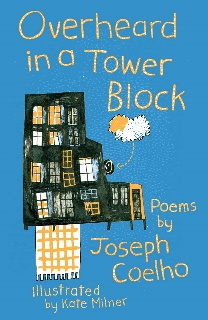 Overheard
in a Tower
Block
Poems
by
Joseph
Coelho
Illustrated
by Kate Milner